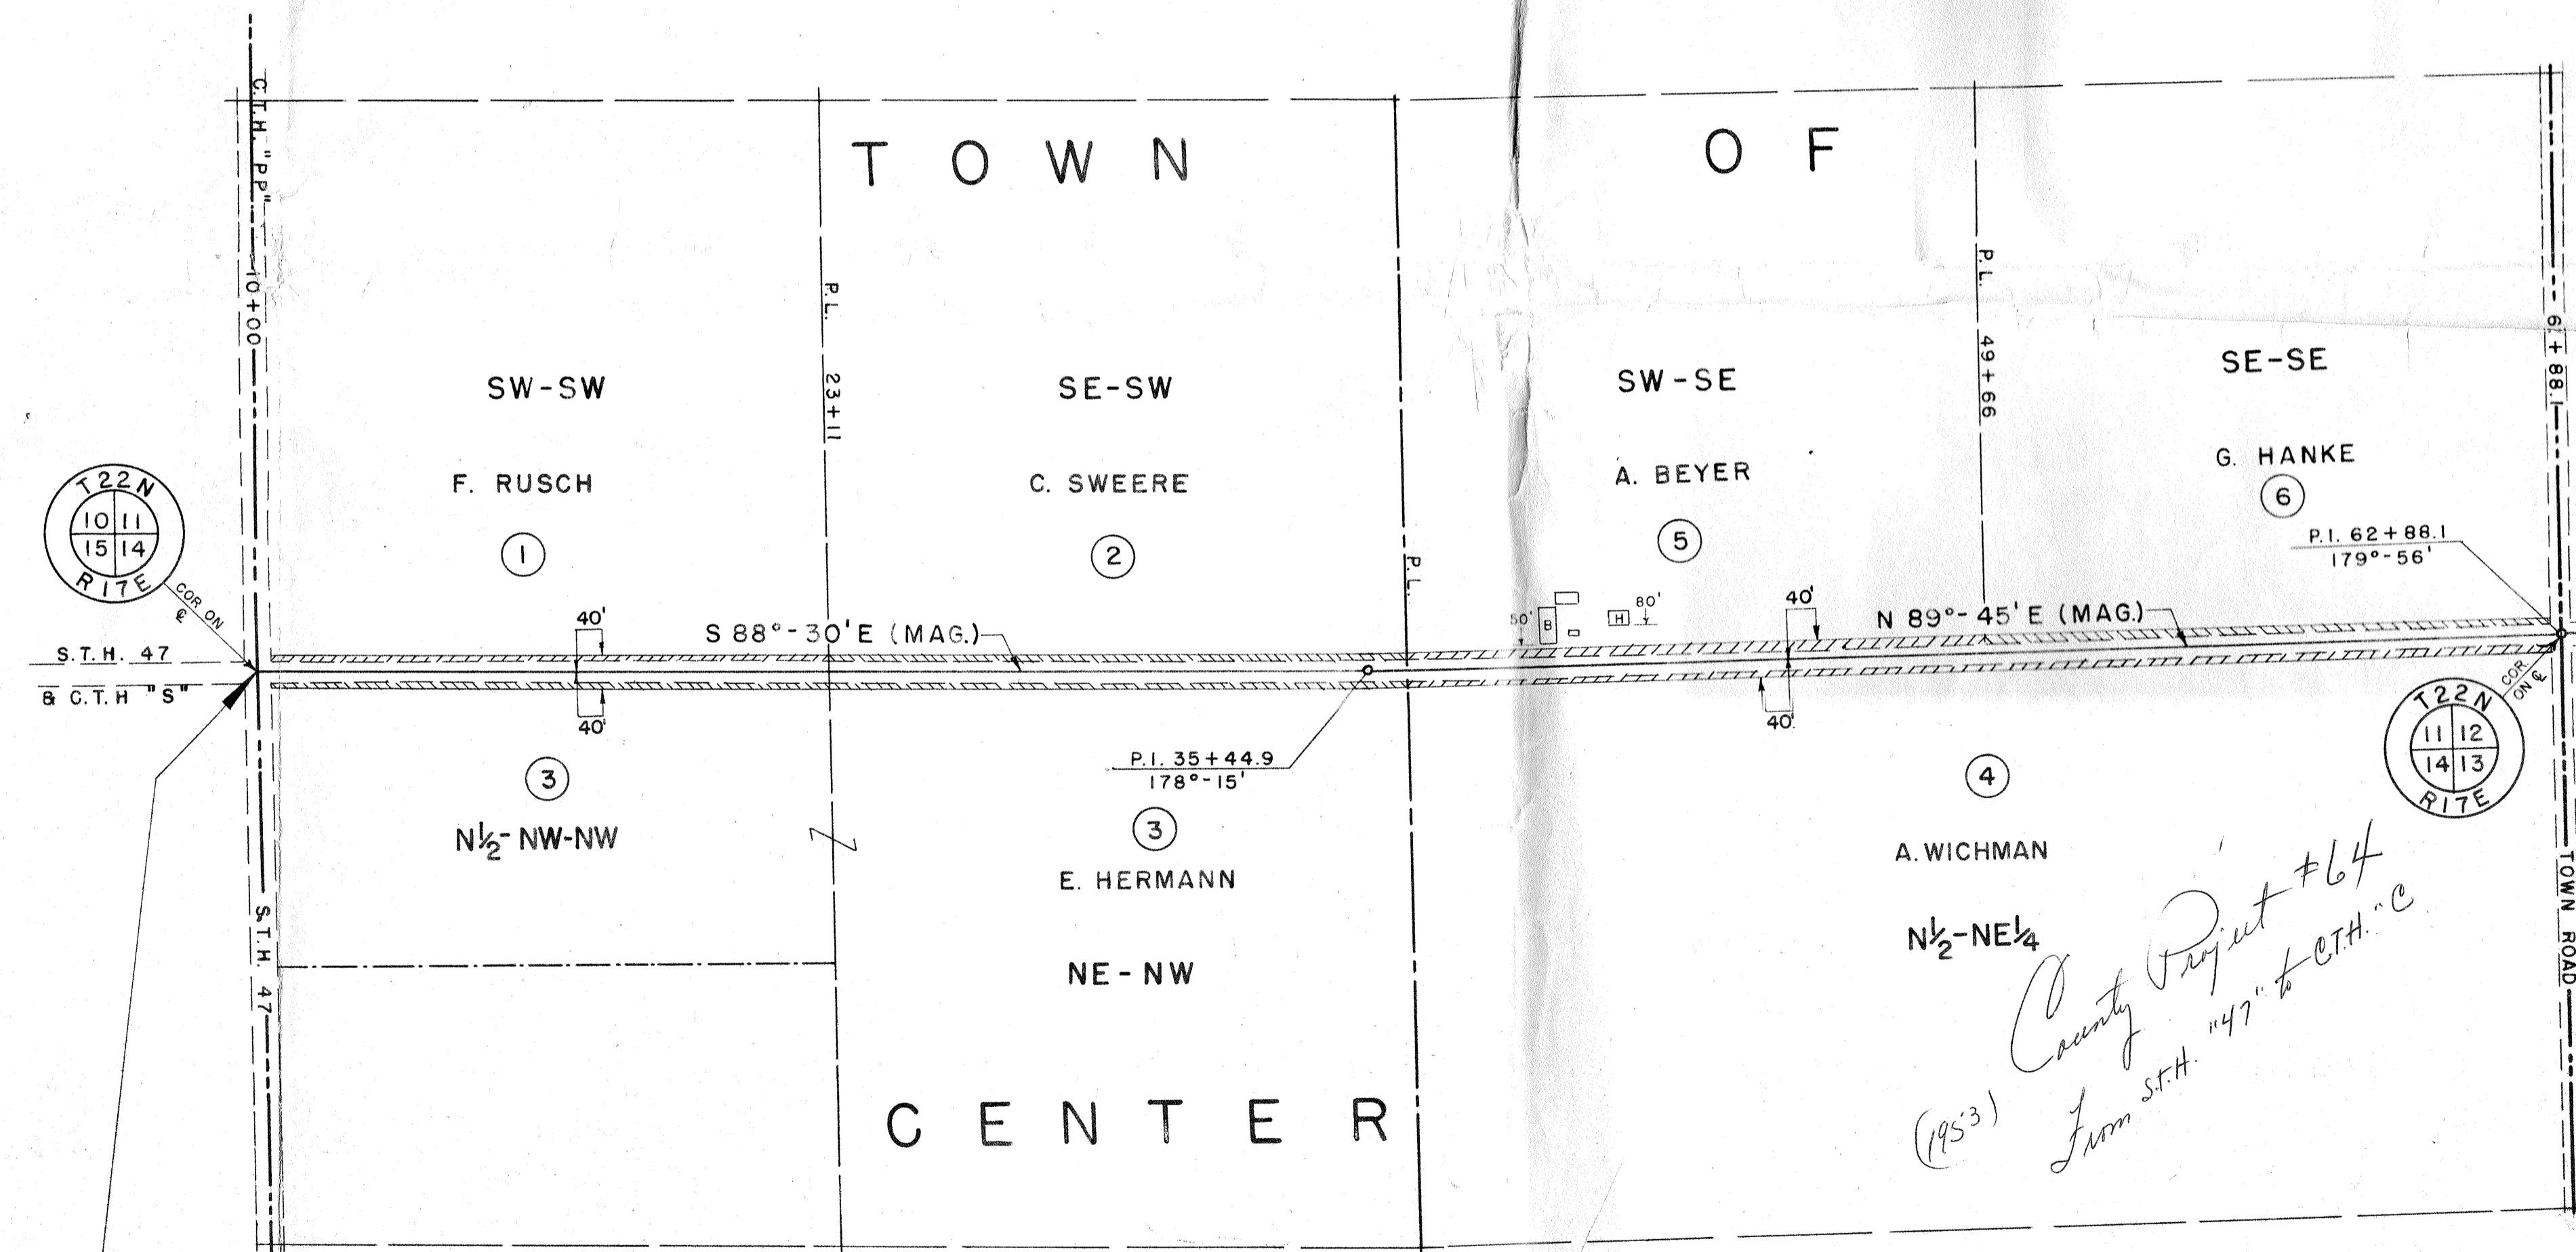 C.T.H. "PP" 10+00
TOWN OF
P.L. 23+11
P.L. 49+66
SW-SW
F. RUSCH
1
SE-SW
C. SWEERE
2
P.L.
SW-SE
A. BEYER
5
SE-SE
G. HANKE
6
P.I. 62+88.1
179°-56'
T22N
10 11
15 14
R17E
COR ON
℄
S.T.H. 47
& C.T.H "S"
40'
S 88°-30'E (MAG.)
50'
B
H
80'
40'
N 89°-45'E (MAG.)
40'
40'
P.I. 35+44.9
178°-15'
3
N½-NW-NW
3
E. HERMANN
NE-NW
4
A. WICHMAN
N½-NE¼
COR.
ON ℄
T22N
11 12
14 13
R17E
S.T.H. 47
TOWN ROAD
CENTER
County Project #64
From S.T.H. "47" to C.T.H. "C
(1953)